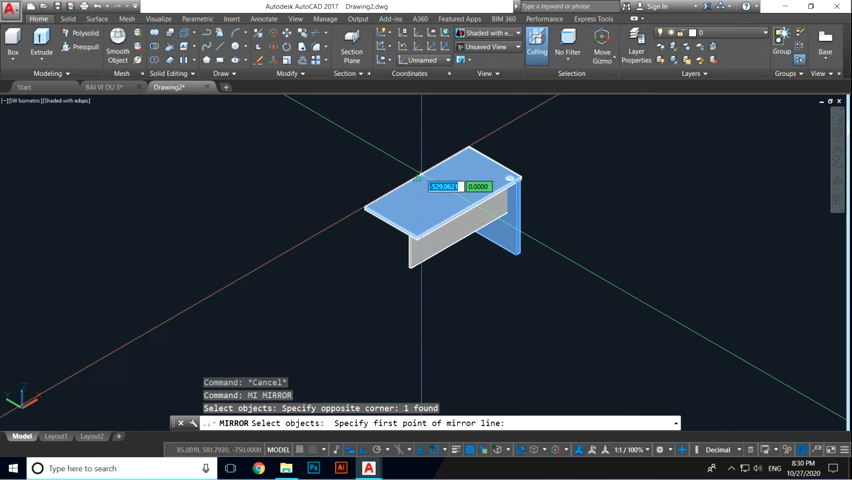 Autodesk AutoCAD 2017 Drawing2.dwg
Type a keyword or phrase
Sign In
Home Solid Surface Mesh Visualize Parametric Insert Annotate View Manage Output Add-ins A360 Featured Apps BIM 360 Performance Express Tools
Box
Extrude
Polysolid
Presspull
Smooth Object
Section Plane
Unnamed
Shaded with e...
Unsaved View
Culling
No Filter
Move Gizmo
Layer Properties
0
Group
Base
Modeling
Mesh
Solid Editing
Draw
Modify
Section
Coordinates
View
Selection
Layers
Groups
View
Start
BAI VI DU 3*
Drawing2*
[-][SW Isometric][Shaded with edges]
-529.0621
0.0000
Z
Y
X
Command: *Cancel*
Command: MI MIRROR
Select objects: Specify opposite corner: 1 found
MIRROR Select objects: Specify first point of mirror line:
Model Layout1 Layout2
85.0019, 581.7920, -750.0000 MODEL
1:1 / 100%
Decimal
Type here to search
Ps
Ai
A
ENG
8:30 PM
10/27/2020